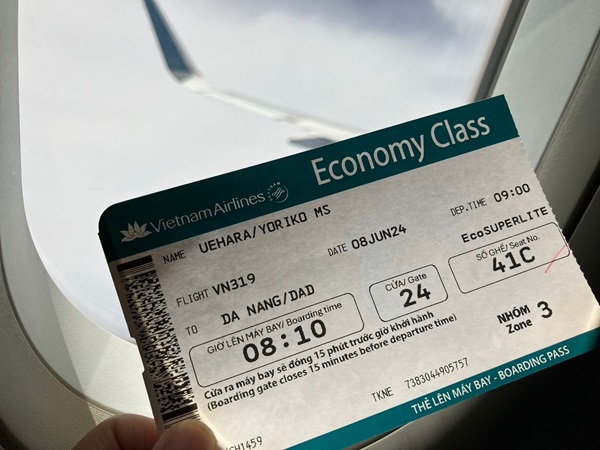 Economy Class
Vietnam Airlines
NAME UEHARA/YORIKO MS
DATE 08JUN24 DEP.TIME 09:00
FLIGHT VN319 EcoSUPERLITE
TO DA NANG/DAD
GIỜ LÊN MÁY BAY/ Boarding time
08:10
CỬA/ Gate
24
SỐ GHẾ/ Seat No.
41C
Cửa ra máy bay sẽ đóng 15 phút trước giờ khởi hành
(Boarding gate closes 15 minutes before departure time)
NHÓM
Zone 3
TKNE 7383044905757
THẺ LÊN MÁY BAY - BOARDING PASS